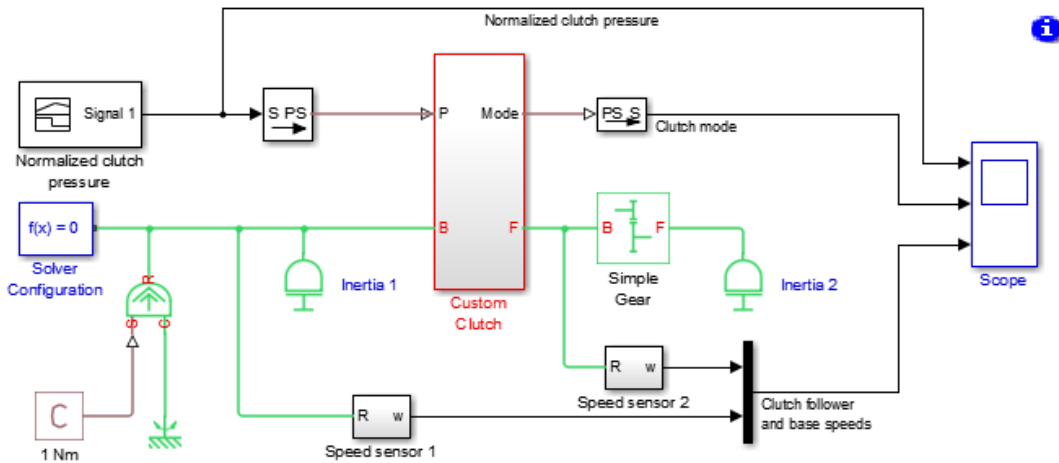 Normalized clutch pressure
i
Signal 1
S PS
P
Mode
PS S
Clutch mode
Normalized clutch
pressure
f(x) = 0
B
F
B
F
Solver
Configuration
R
S
C
Inertia 1
Custom
Clutch
Simple
Gear
Inertia 2
Scope
R
w
Speed sensor 2
C
R
w
Clutch follower
and base speeds
1 Nm
Speed sensor 1